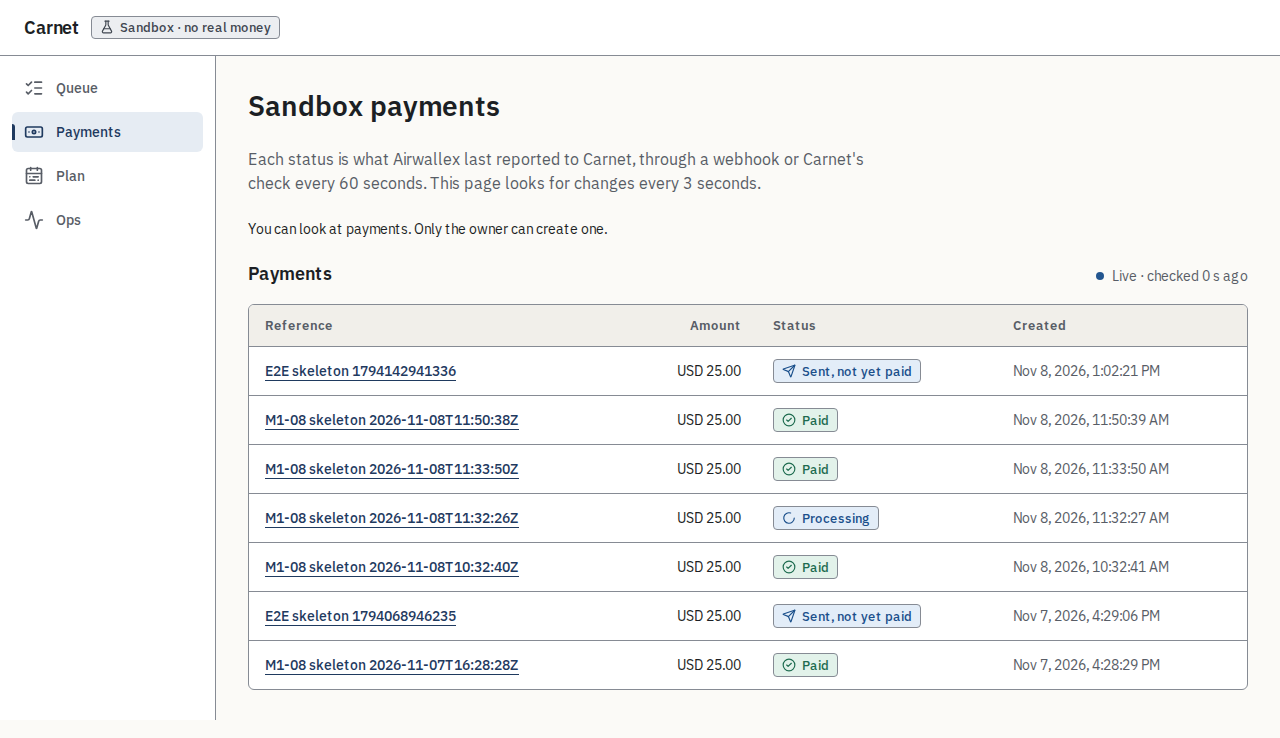 Carnet
Sandbox · no real money
Queue
Payments
Plan
Ops
Sandbox payments
Each status is what Airwallex last reported to Carnet, through a webhook or Carnet's
check every 60 seconds. This page looks for changes every 3 seconds.
You can look at payments. Only the owner can create one.
Payments
Live · checked 0 s ago
Reference Amount Status Created
E2E skeleton 1794142941336 USD 25.00 Sent, not yet paid Nov 8, 2026, 1:02:21 PM
M1-08 skeleton 2026-11-08T11:50:38Z USD 25.00 Paid Nov 8, 2026, 11:50:39 AM
M1-08 skeleton 2026-11-08T11:33:50Z USD 25.00 Paid Nov 8, 2026, 11:33:50 AM
M1-08 skeleton 2026-11-08T11:32:26Z USD 25.00 Processing Nov 8, 2026, 11:32:27 AM
M1-08 skeleton 2026-11-08T10:32:40Z USD 25.00 Paid Nov 8, 2026, 10:32:41 AM
E2E skeleton 1794068946235 USD 25.00 Sent, not yet paid Nov 7, 2026, 4:29:06 PM
M1-08 skeleton 2026-11-07T16:28:28Z USD 25.00 Paid Nov 7, 2026, 4:28:29 PM